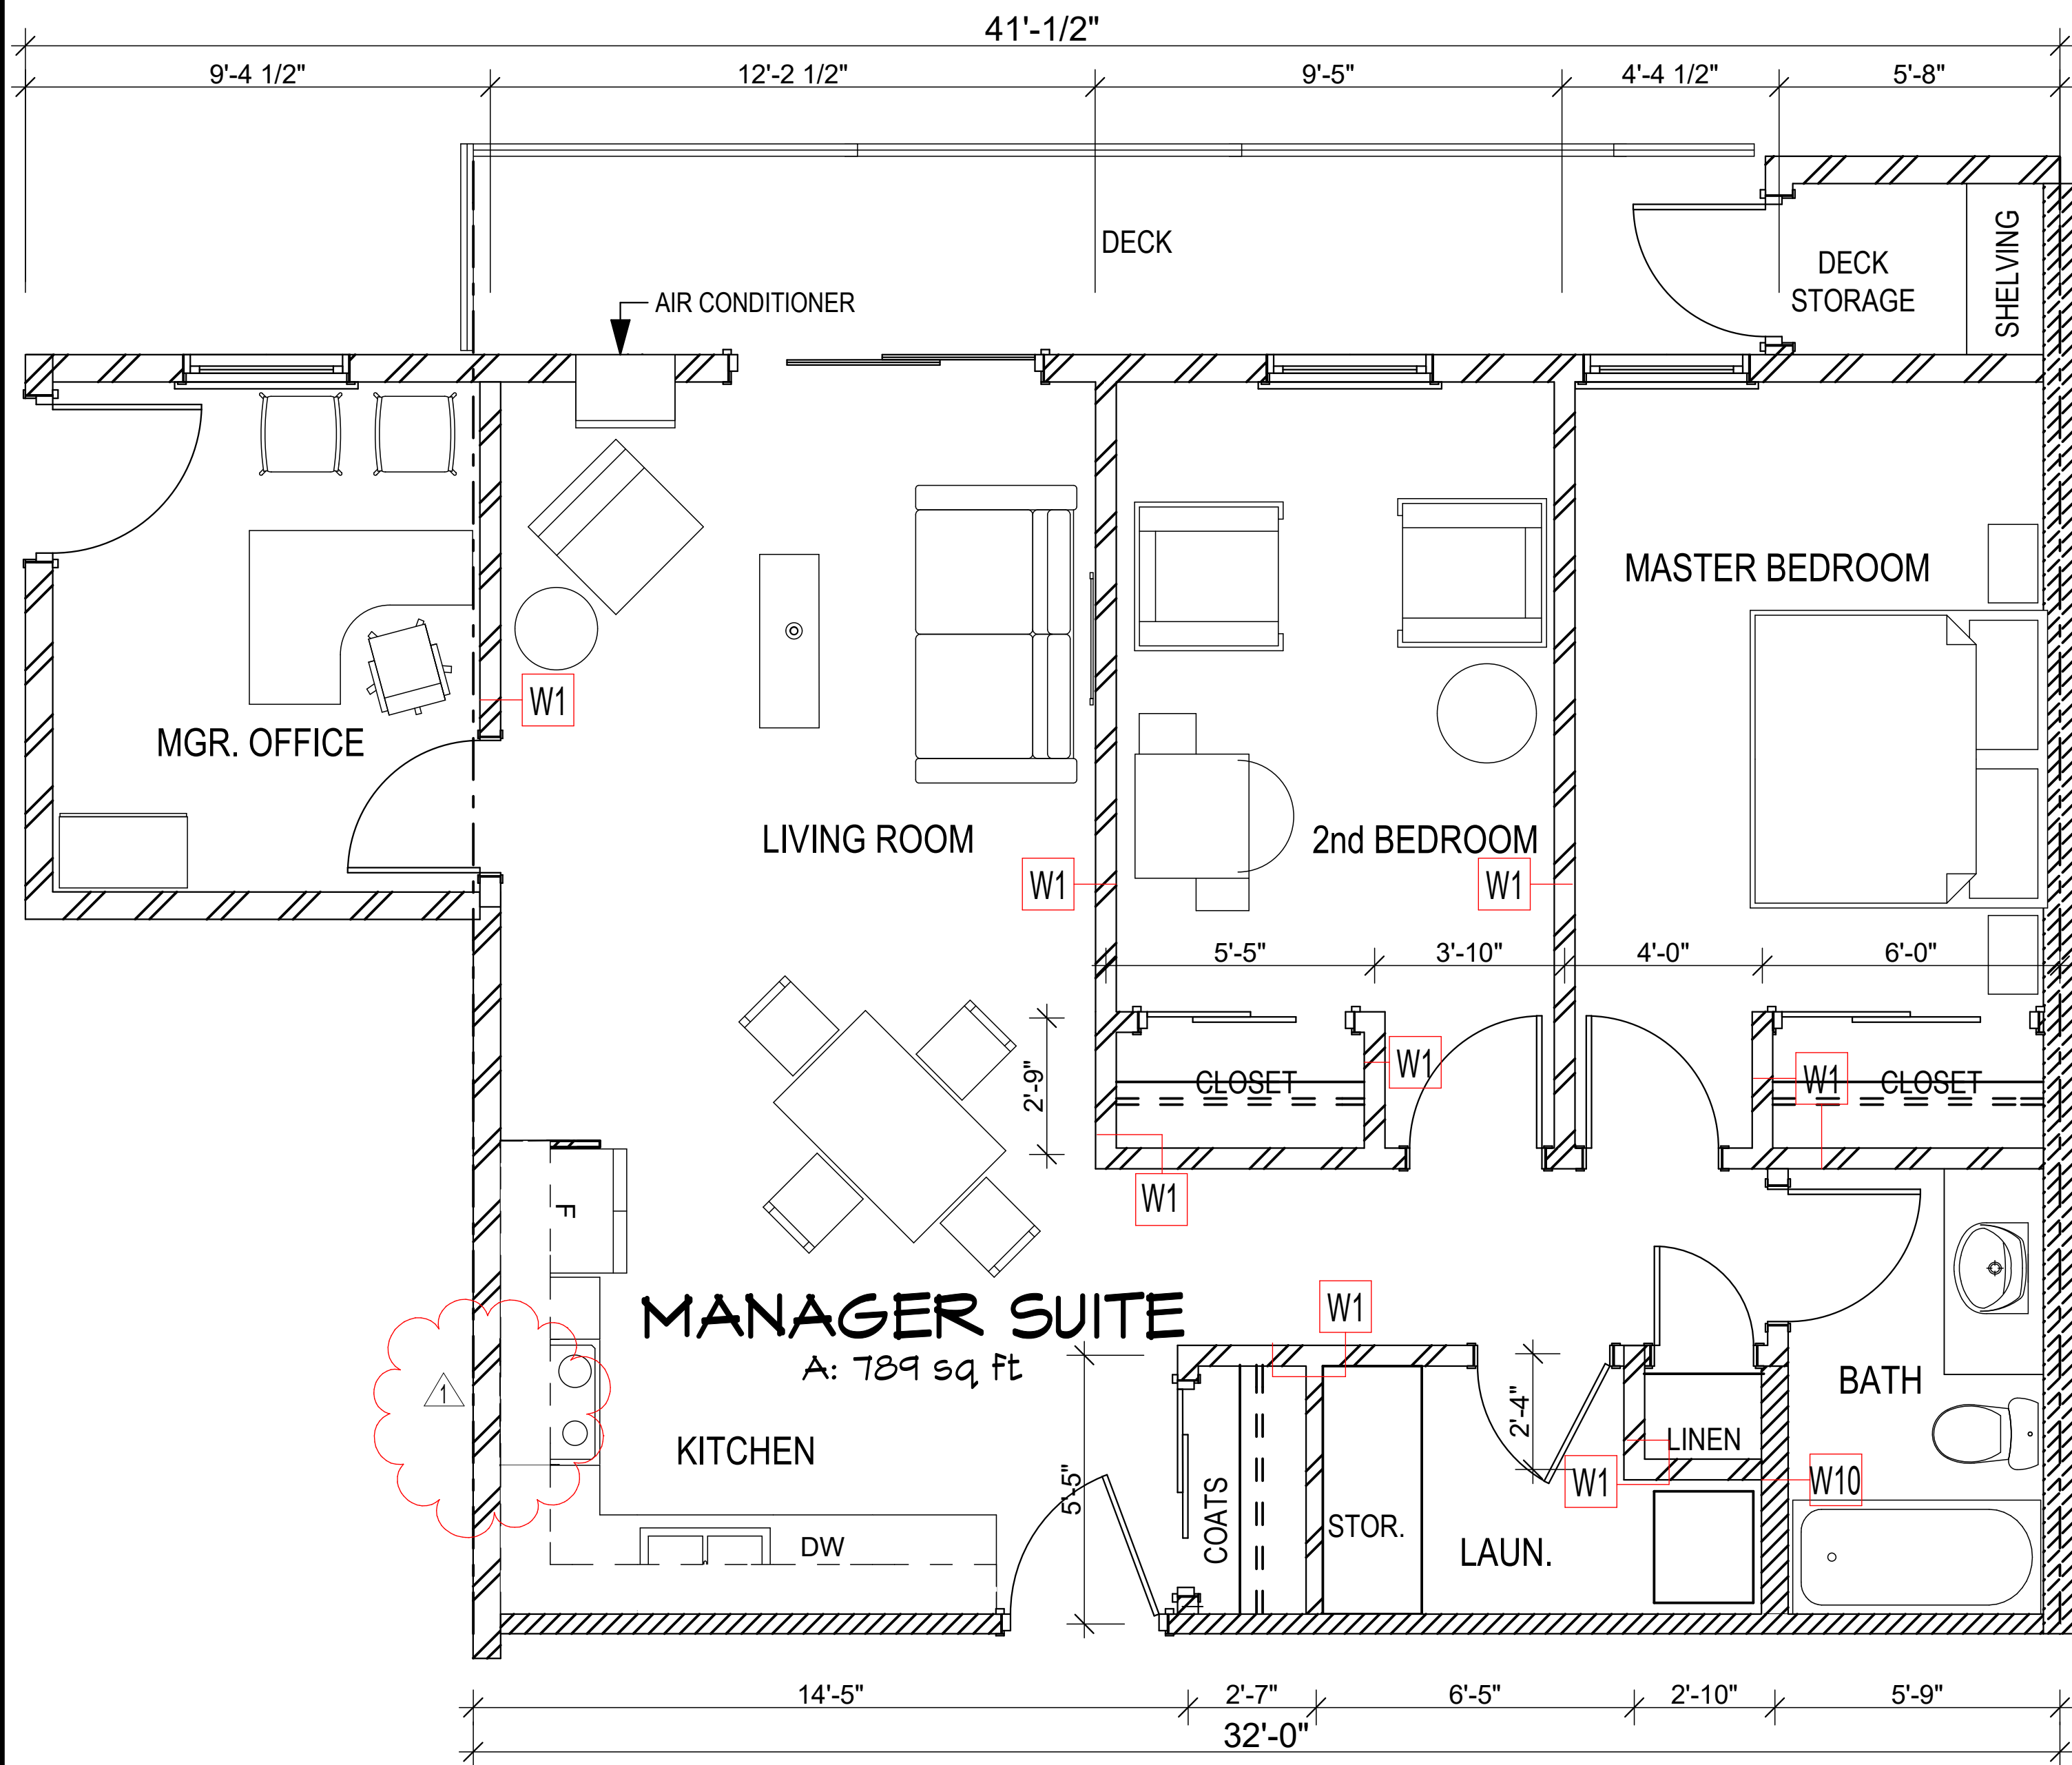 41'-1/2"
9'-4 1/2"
12'-2 1/2"
9'-5"
4'-4 1/2"
5'-8"
DECK
DECK
STORAGE
SHELVING
AIR CONDITIONER
MASTER BEDROOM
W1
MGR. OFFICE
LIVING ROOM
2nd BEDROOM
W1
W1
5'-5"
3'-10"
4'-0"
6'-0"
2'-9"
CLOSET
W1
W1
CLOSET
W1
F
MANAGER SUITE
A: 789 sq ft
W1
1
KITCHEN
5'-5"
2'-4"
BATH
LINEN
W1
W10
COATS
STOR.
LAUN.
DW
14'-5"
2'-7"
6'-5"
2'-10"
5'-9"
32'-0"